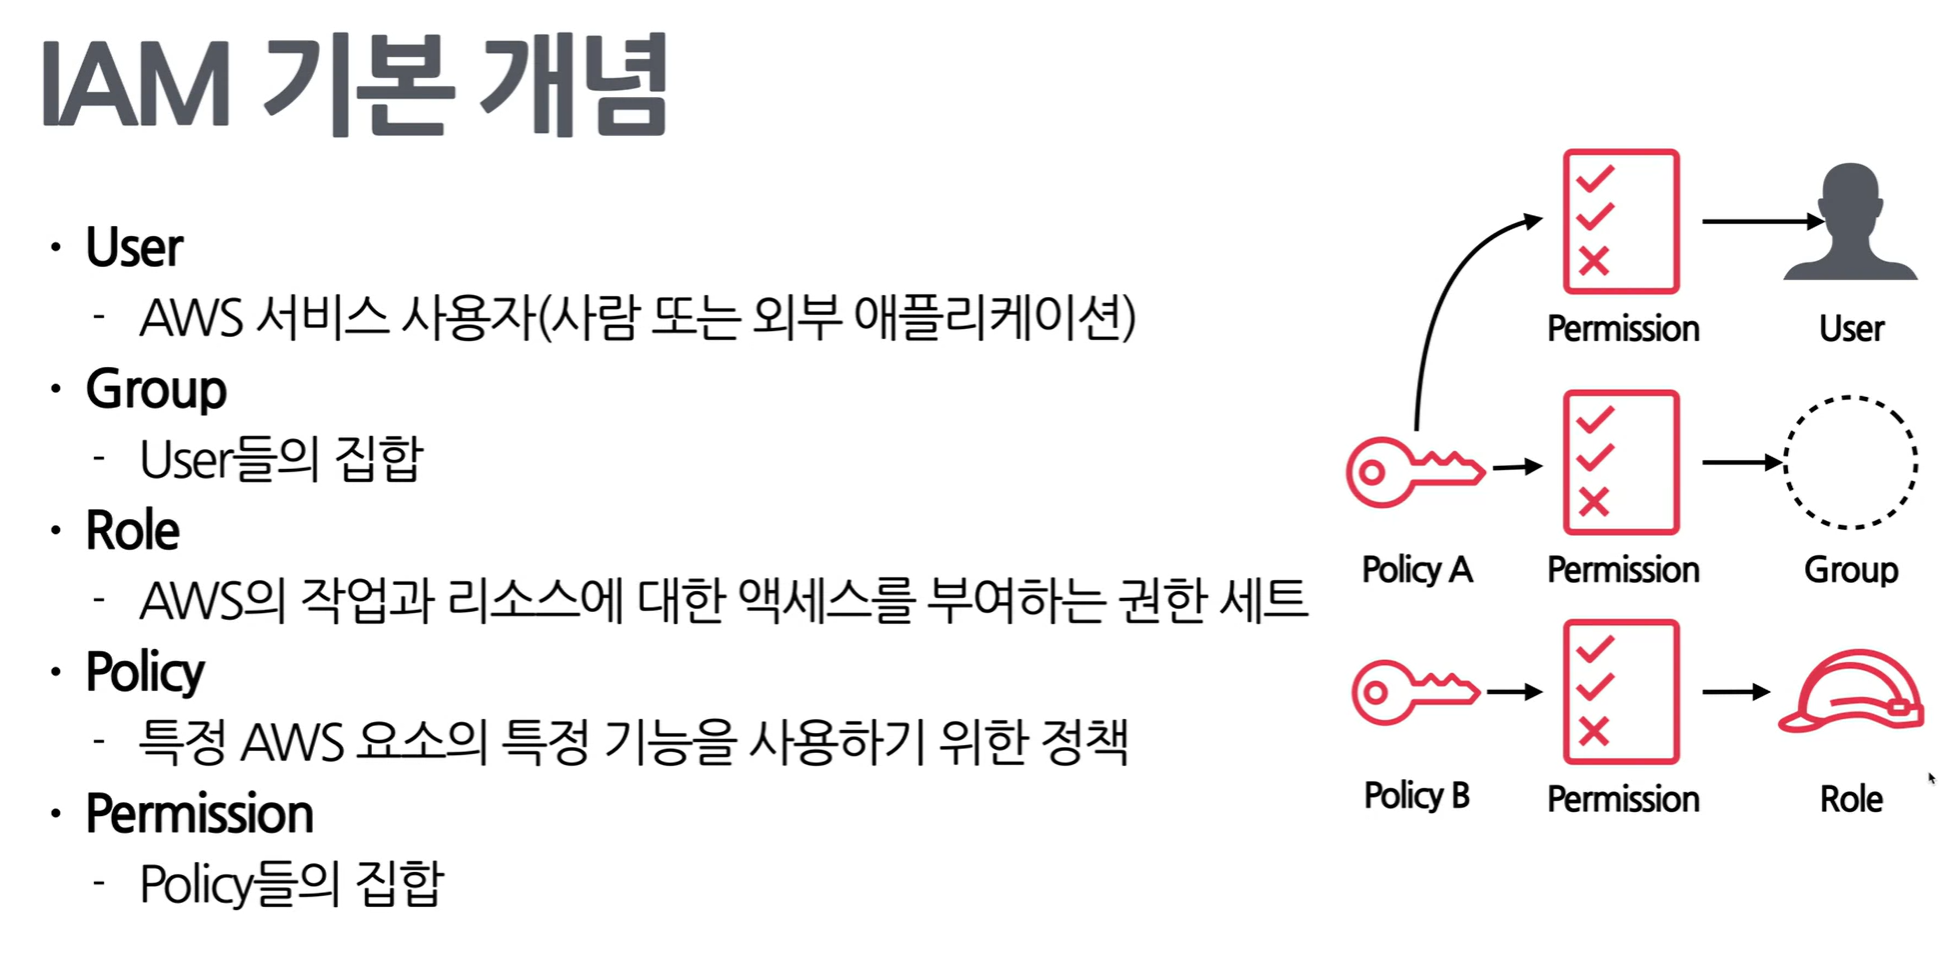 IAM 기본 개념
· User
- AWS 서비스 사용자(사람 또는 외부 애플리케이션)
· Group
- User들의 집합
· Role
- AWS의 작업과 리소스에 대한 액세스를 부여하는 권한 세트
· Policy
- 특정 AWS 요소의 특정 기능을 사용하기 위한 정책
· Permission
- Policy들의 집합
Permission
User
Policy A
Permission
Group
Policy B
Permission
Role